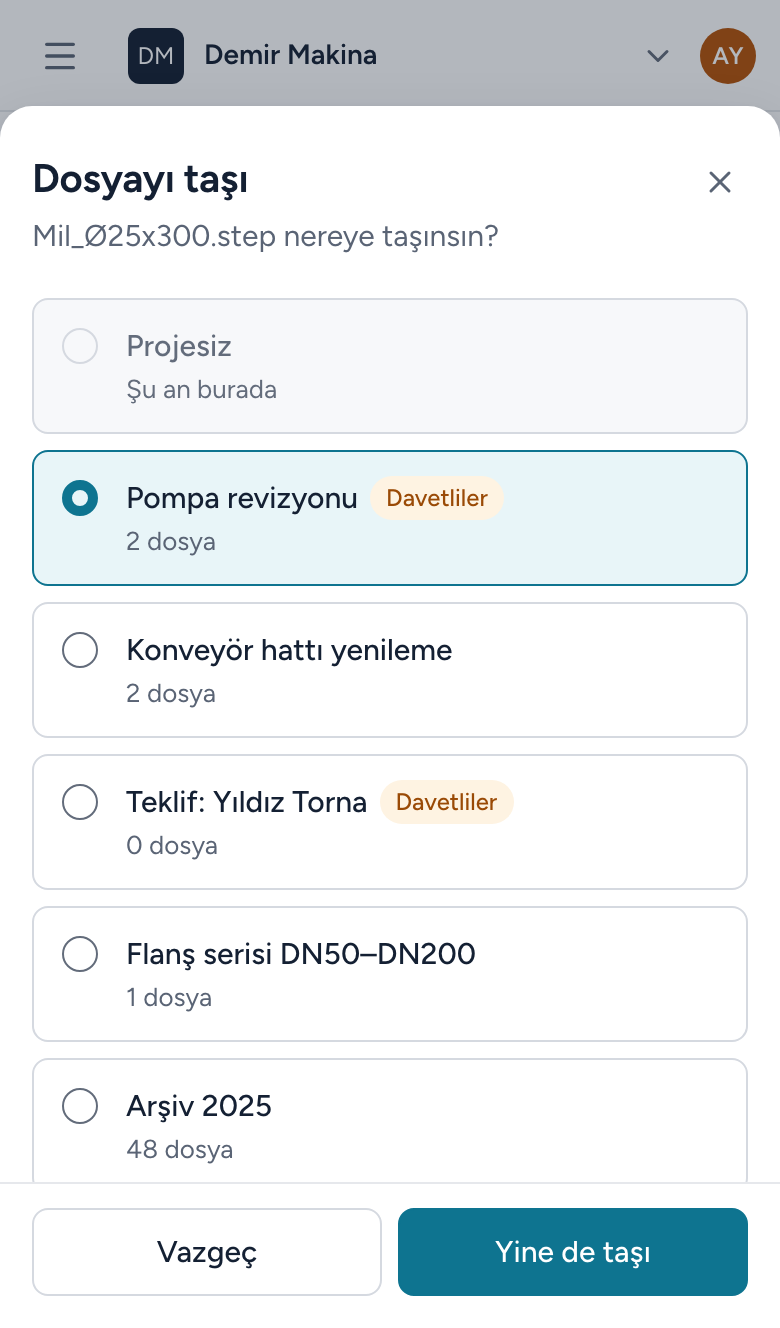 DM
Demir Makina
AY
Dosyayı taşı
Mil_Ø25x300.step nereye taşınsın?
Projesiz
Şu an burada
Pompa revizyonu Davetliler
2 dosya
Konveyör hattı yenileme
2 dosya
Teklif: Yıldız Torna Davetliler
0 dosya
Flanş serisi DN50–DN200
1 dosya
Arşiv 2025
48 dosya
Vazgeç
Yine de taşı